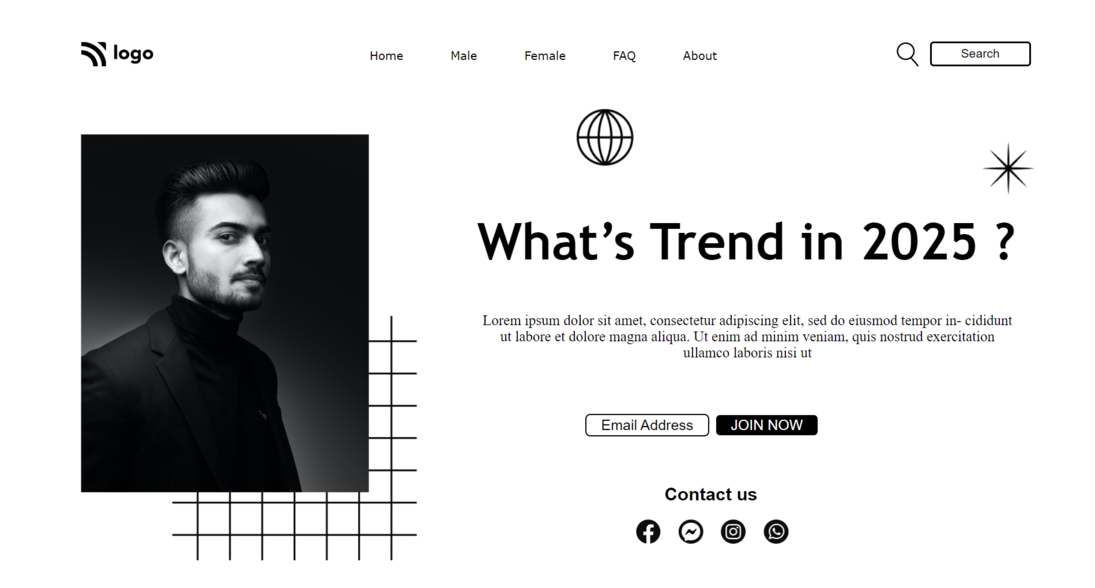 logo
Home Male Female FAQ About
Search
What's Trend in 2025 ?
Lorem ipsum dolor sit amet, consectetur adipiscing elit, sed do eiusmod tempor in- cididunt
ut labore et dolore magna aliqua. Ut enim ad minim veniam, quis nostrud exercitation
ullamco laboris nisi ut
Email Address JOIN NOW
Contact us